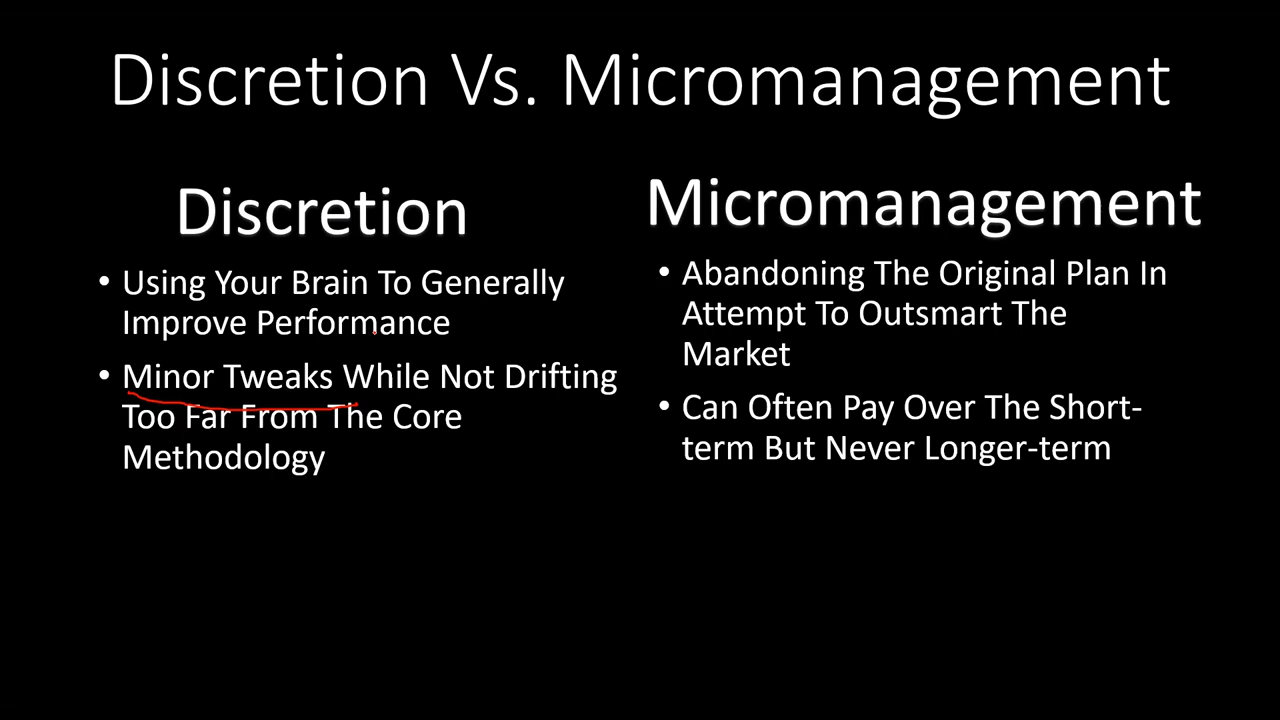 Discretion Vs. Micromanagement
Discretion
• Using Your Brain To Generally
Improve Performance
• Minor Tweaks While Not Drifting
Too Far From The Core
Methodology
Micromanagement
• Abandoning The Original Plan In
Attempt To Outsmart The
Market
• Can Often Pay Over The Short-
term But Never Longer-term